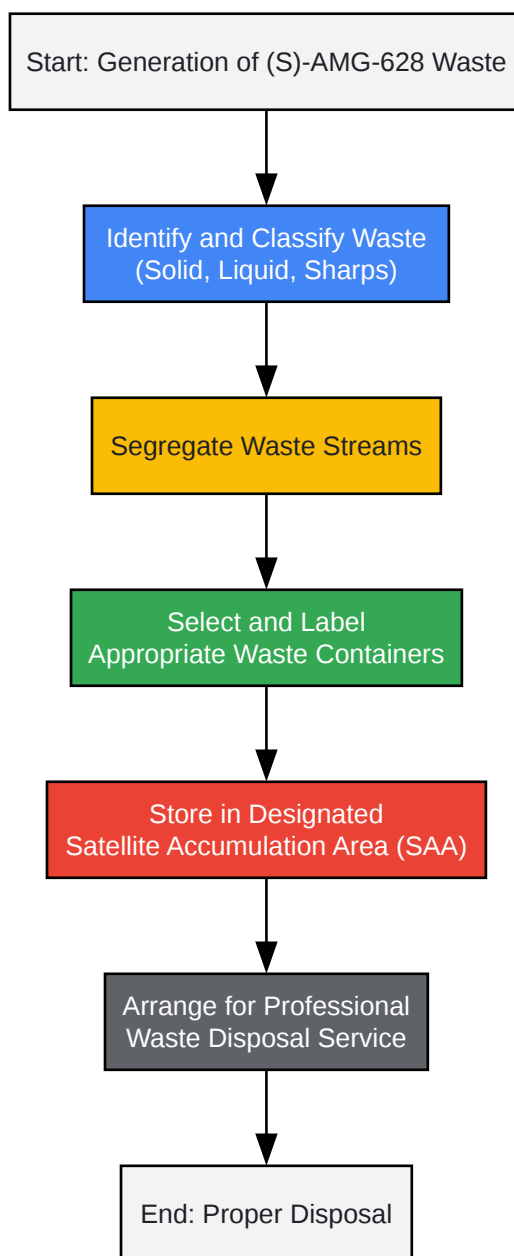 Start: Generation of (S)-AMG-628 Waste
Identify and Classify Waste
(Solid, Liquid, Sharps)
Segregate Waste Streams
Select and Label
Appropriate Waste Containers
Store in Designated
Satellite Accumulation Area (SAA)
Arrange for Professional
Waste Disposal Service
End: Proper Disposal